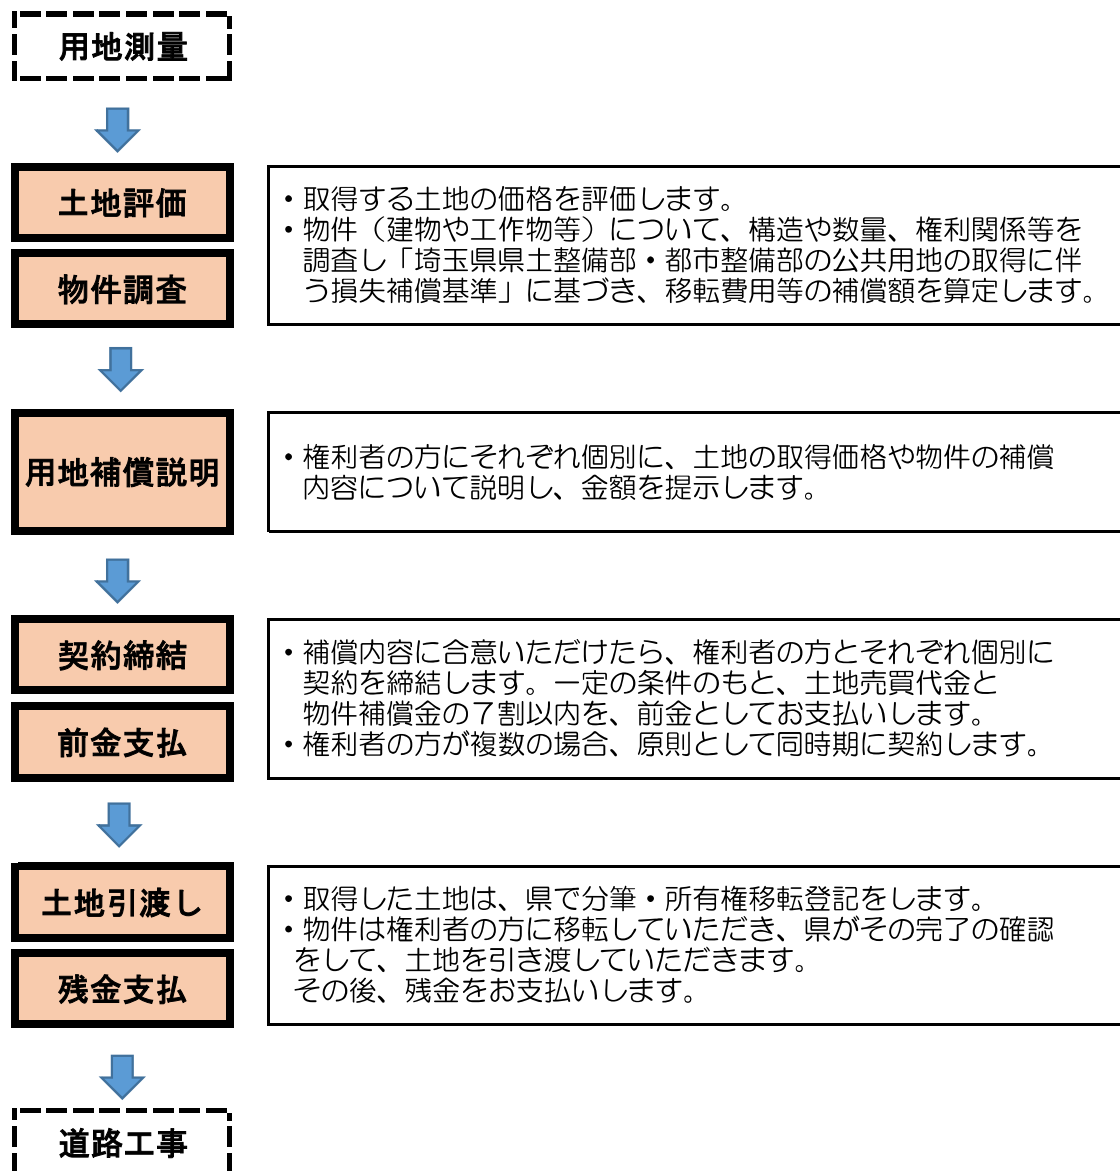 用地測量
土地評価
物件調査
・取得する土地の価格を評価します。
・物件（建物や工作物等）について、構造や数量、権利関係等を
調査し「埼玉県県土整備部・都市整備部の公共用地の取得に伴
う損失補償基準」に基づき、移転費用等の補償額を算定します。
用地補償説明
・権利者の方にそれぞれ個別に、土地の取得価格や物件の補償
内容について説明し、金額を提示します。
契約締結
前金支払
・補償内容に合意いただけたら、権利者の方とそれぞれ個別に
契約を締結します。一定の条件のもと、土地売買代金と
物件補償金の７割以内を、前金としてお支払いします。
・権利者の方が複数の場合、原則として同時期に契約します。
土地引渡し
残金支払
・取得した土地は、県で分筆・所有権移転登記をします。
・物件は権利者の方に移転していただき、県がその完了の確認
をして、土地を引き渡していただきます。
その後、残金をお支払いします。
道路工事